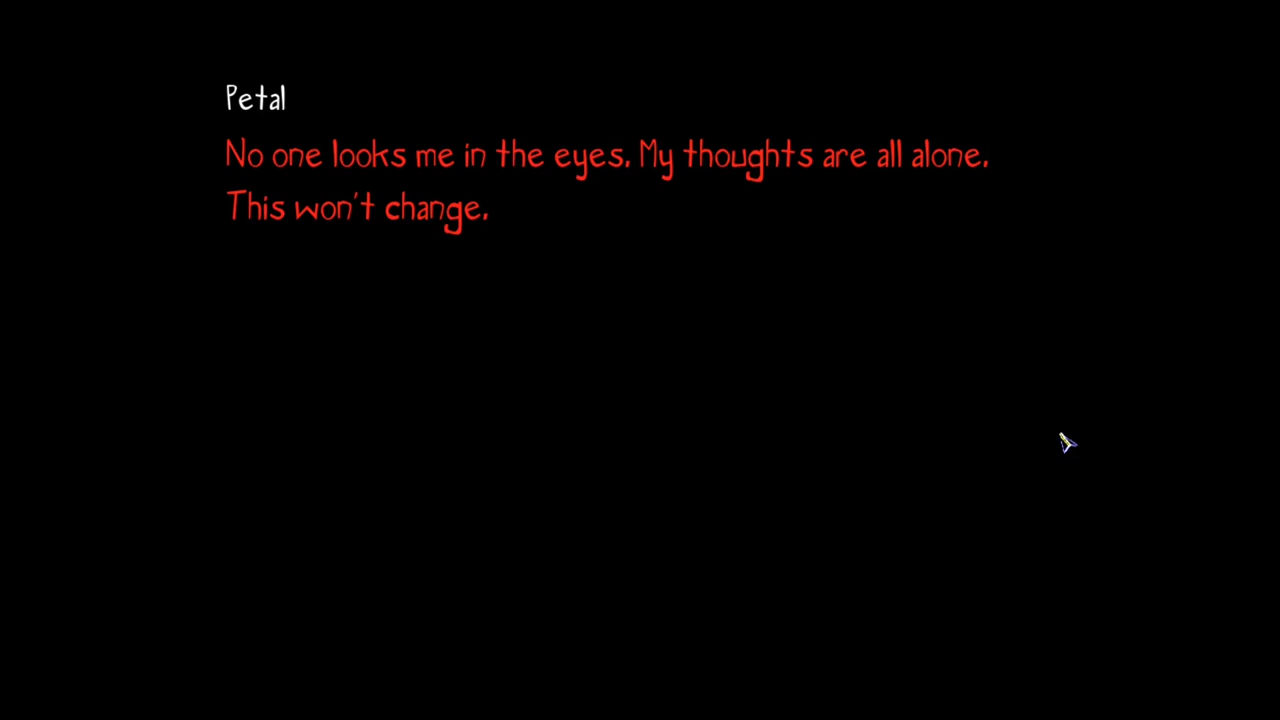 Petal
No one looks me in the eyes. My thoughts are all alone.
This won't change.